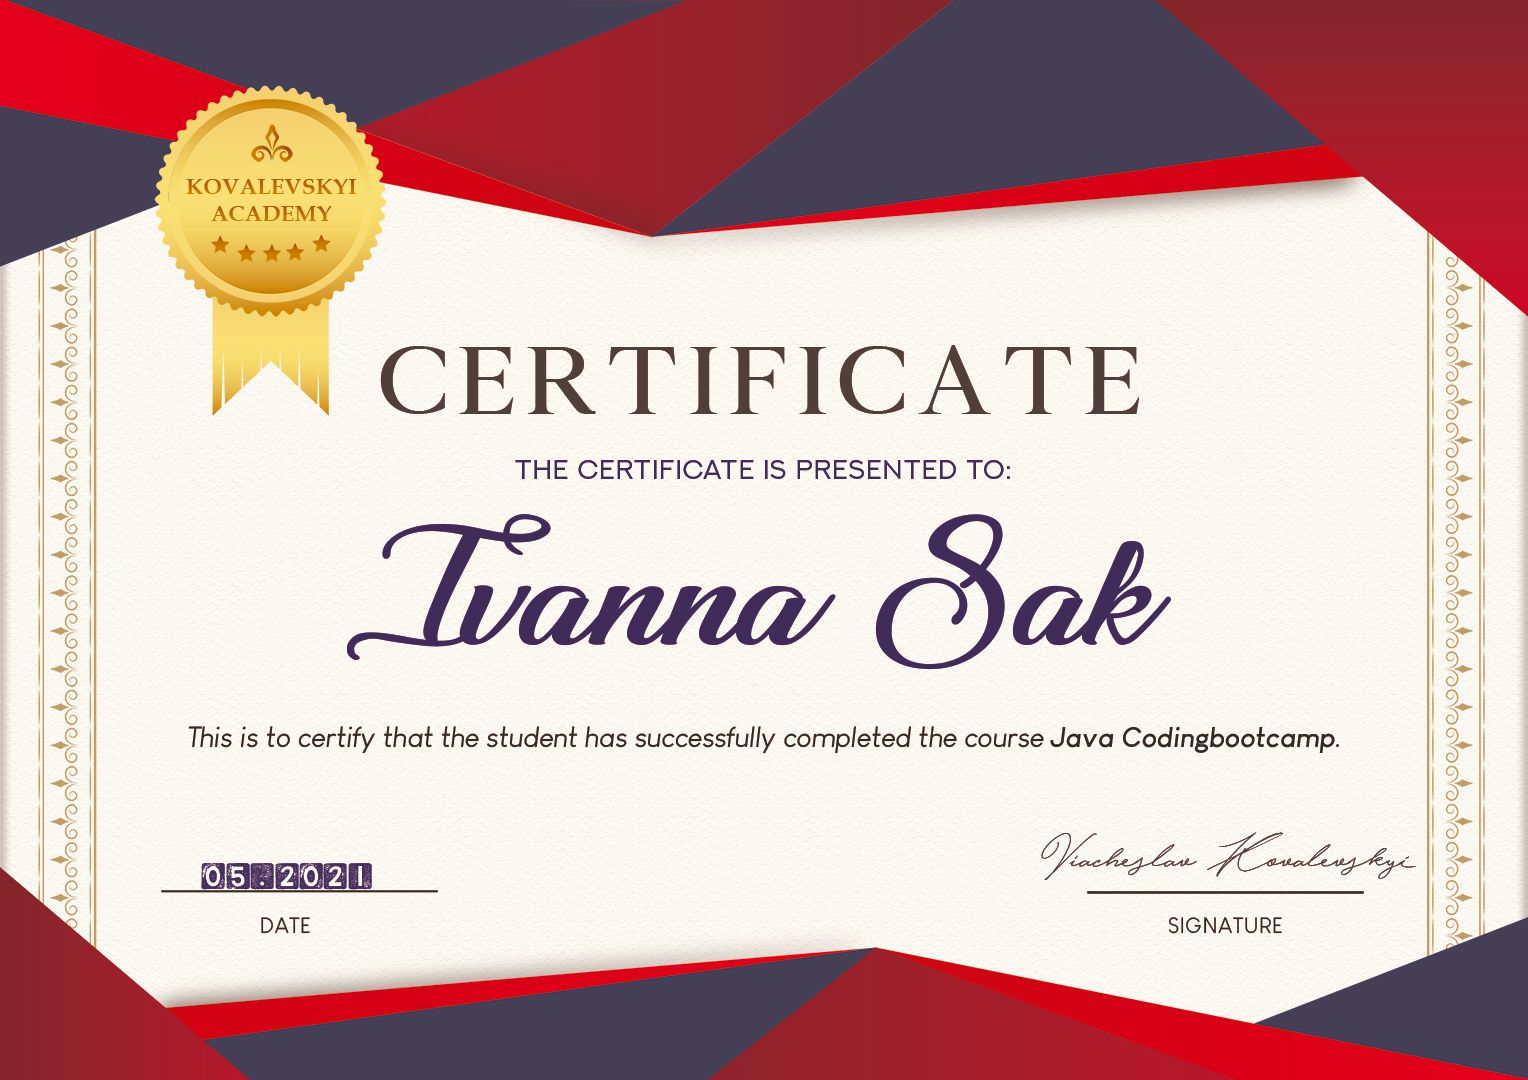 KOVALEVSKYI
ACADEMY
CERTIFICATE
THE CERTIFICATE IS PRESENTED TO:
Ivanna Sak
This is to certify that the student has successfully completed the course Java Codingbootcamp.
05.2021
Viacheslav Kovalevskyi
DATE
SIGNATURE